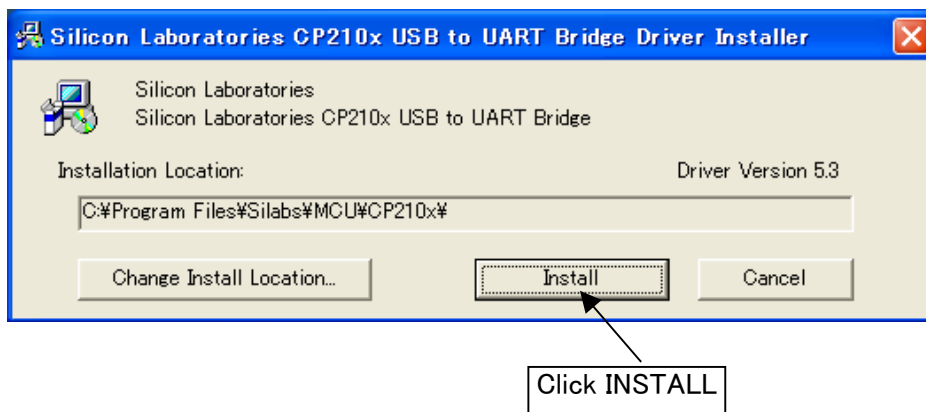 Silicon Laboratories CP210x USB to UART Bridge Driver Installer
Silicon Laboratories
Silicon Laboratories CP210x USB to UART Bridge
Installation Location:
Driver Version 5.3
C:¥Program Files¥Silabs¥MCU¥CP210x¥
Change Install Location...
Install
Cancel
Click INSTALL